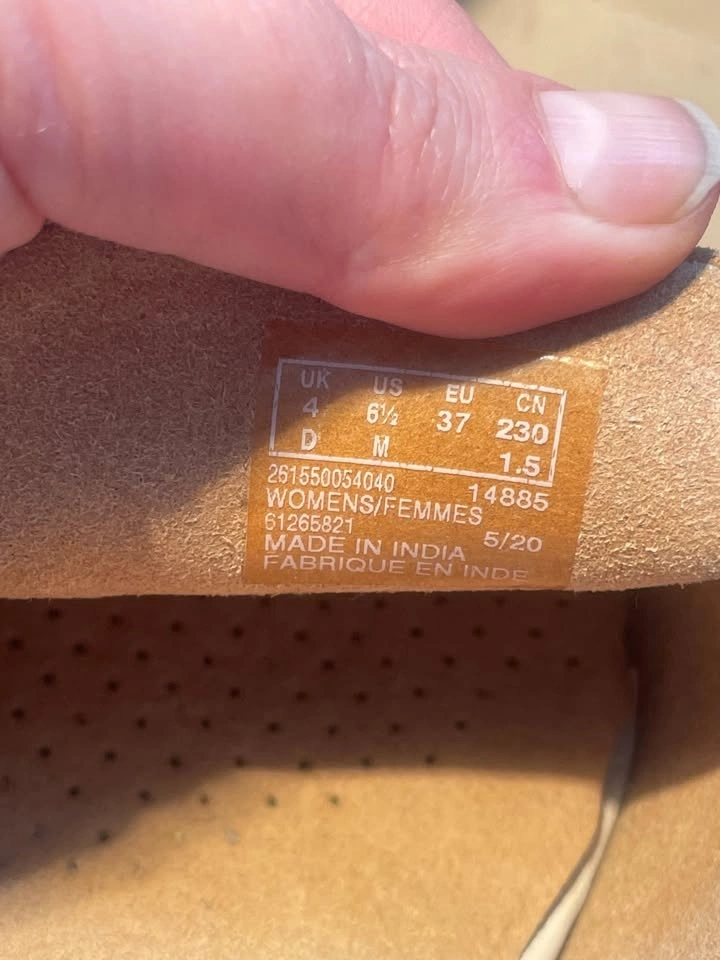 UK US EU CN
4 6½ 37 230
D M 1.5
261550054040 14885
WOMENS/FEMMES
61265821 5/20
MADE IN INDIA
FABRIQUE EN INDE